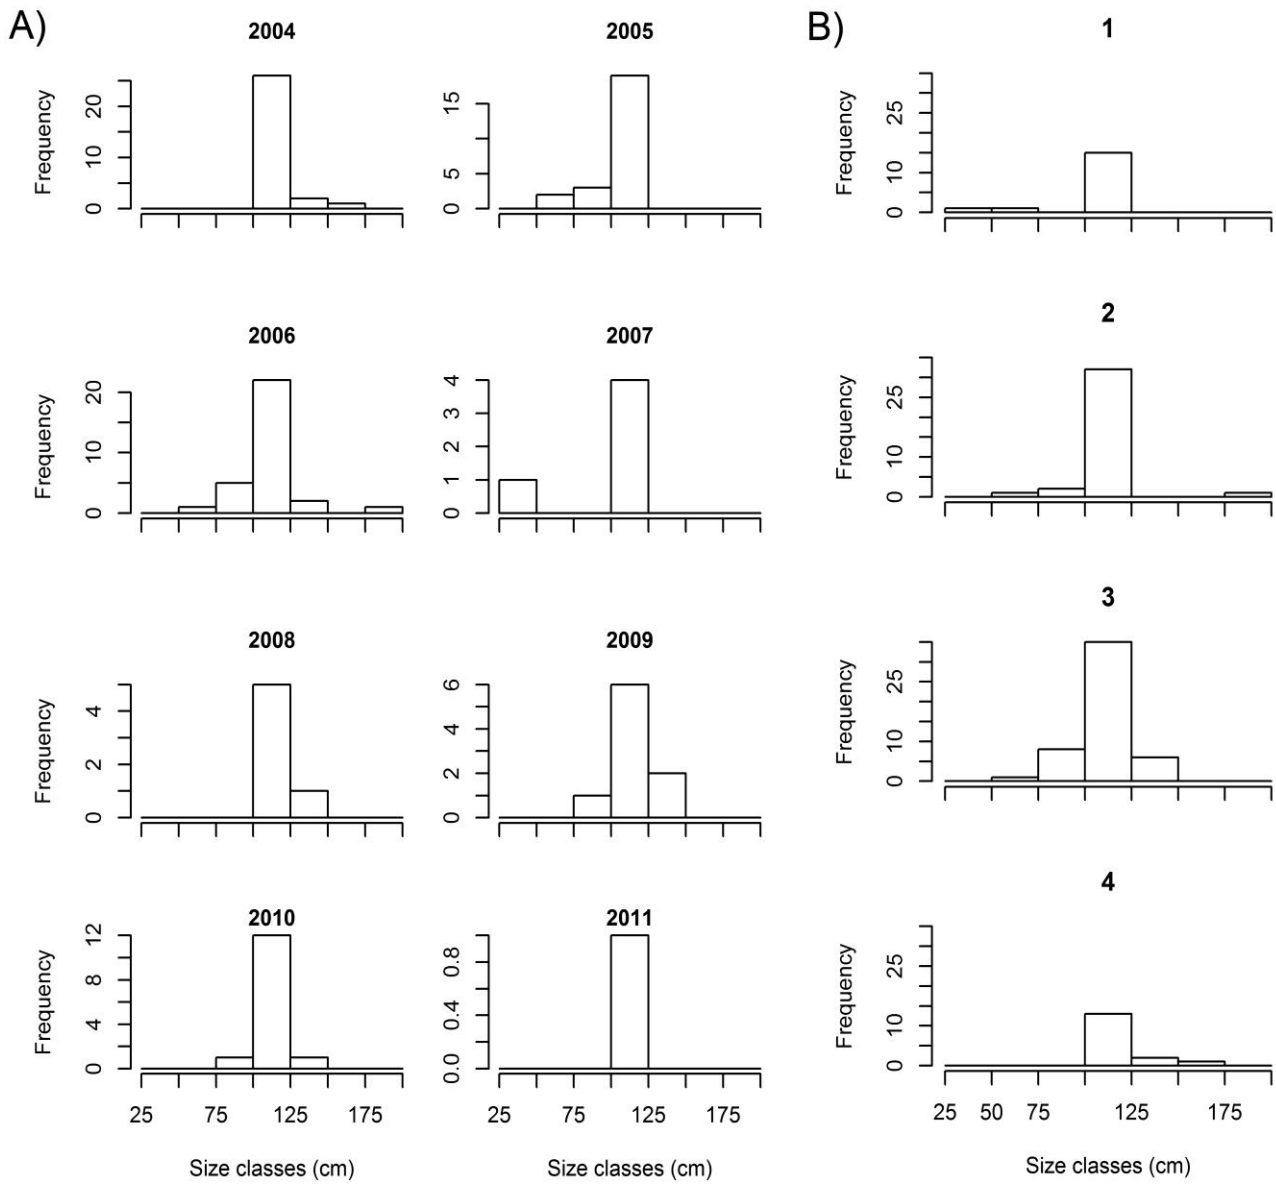 A)
B)
2004
2005
1
Frequency
0 10 20
0 5 15
Frequency
0 10 25
2006
2007
2
Frequency
0 10 20
0 1 2 3 4
Frequency
0 10 25
2008
2009
3
Frequency
0 2 4
0 2 4 6
Frequency
0 10 25
2010
2011
4
Frequency
0 4 8 12
0.0 0.4 0.8
Frequency
0 10 25
25 75 125 175
25 75 125 175
25 50 75 125 175
Size classes (cm)
Size classes (cm)
Size classes (cm)